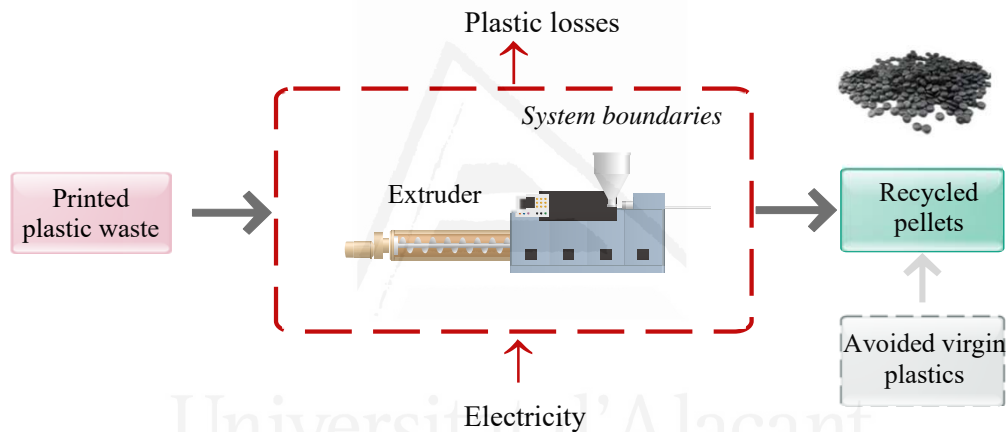 Plastic losses
System boundaries
Printed
plastic waste
Extruder
Recycled
pellets
Avoided virgin
plastics
Electricity
Universitat d'Alacant